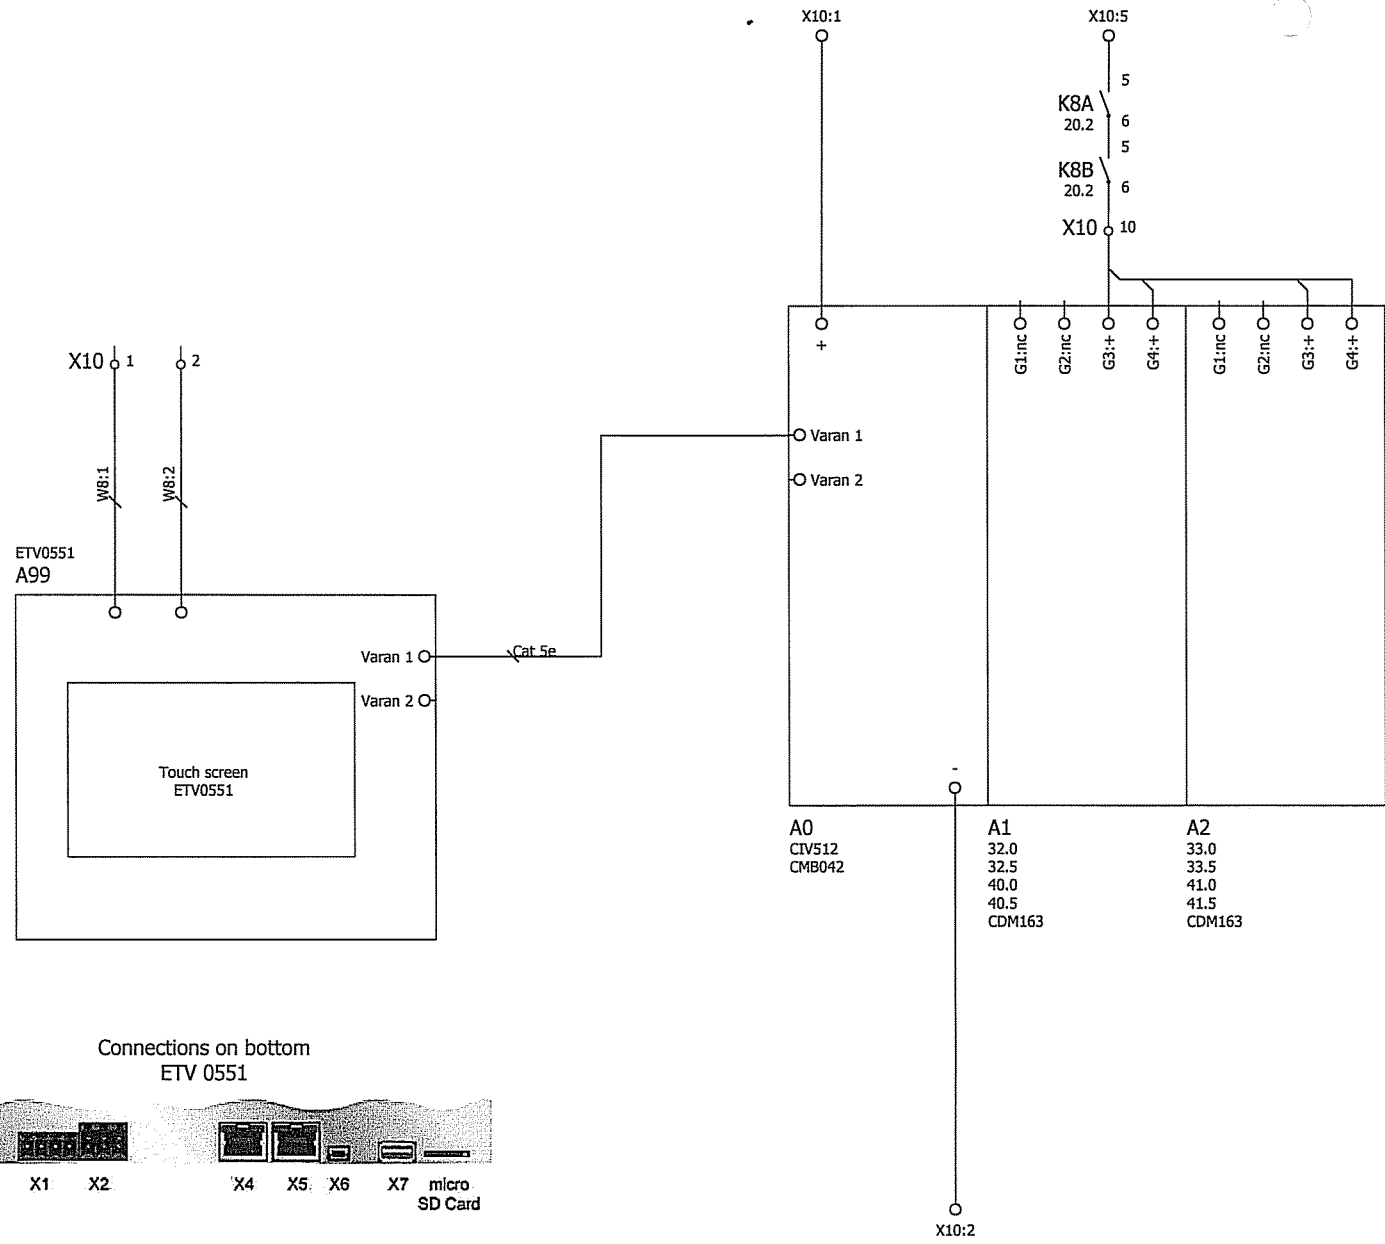 X10:1
X10:5
5
K8A
20.2
6
5
K8B
20.2
6
X10 10
+
G1:nc
G2:nc
G3:+
G4:+
G1:nc
G2:nc
G3:+
G4:+
X10 1
2
Varan 1
Varan 2
W8:1
W8:2
ETV0551
A99
Varan 1
Cat 5e
Varan 2
Touch screen
ETV0551
-
A0
CIV512
CMB042
A1
32.0
32.5
40.0
40.5
CDM163
A2
33.0
33.5
41.0
41.5
CDM163
Connections on bottom
ETV 0551
X1 X2 X4 X5 X6 X7 micro
SD Card
X10:2